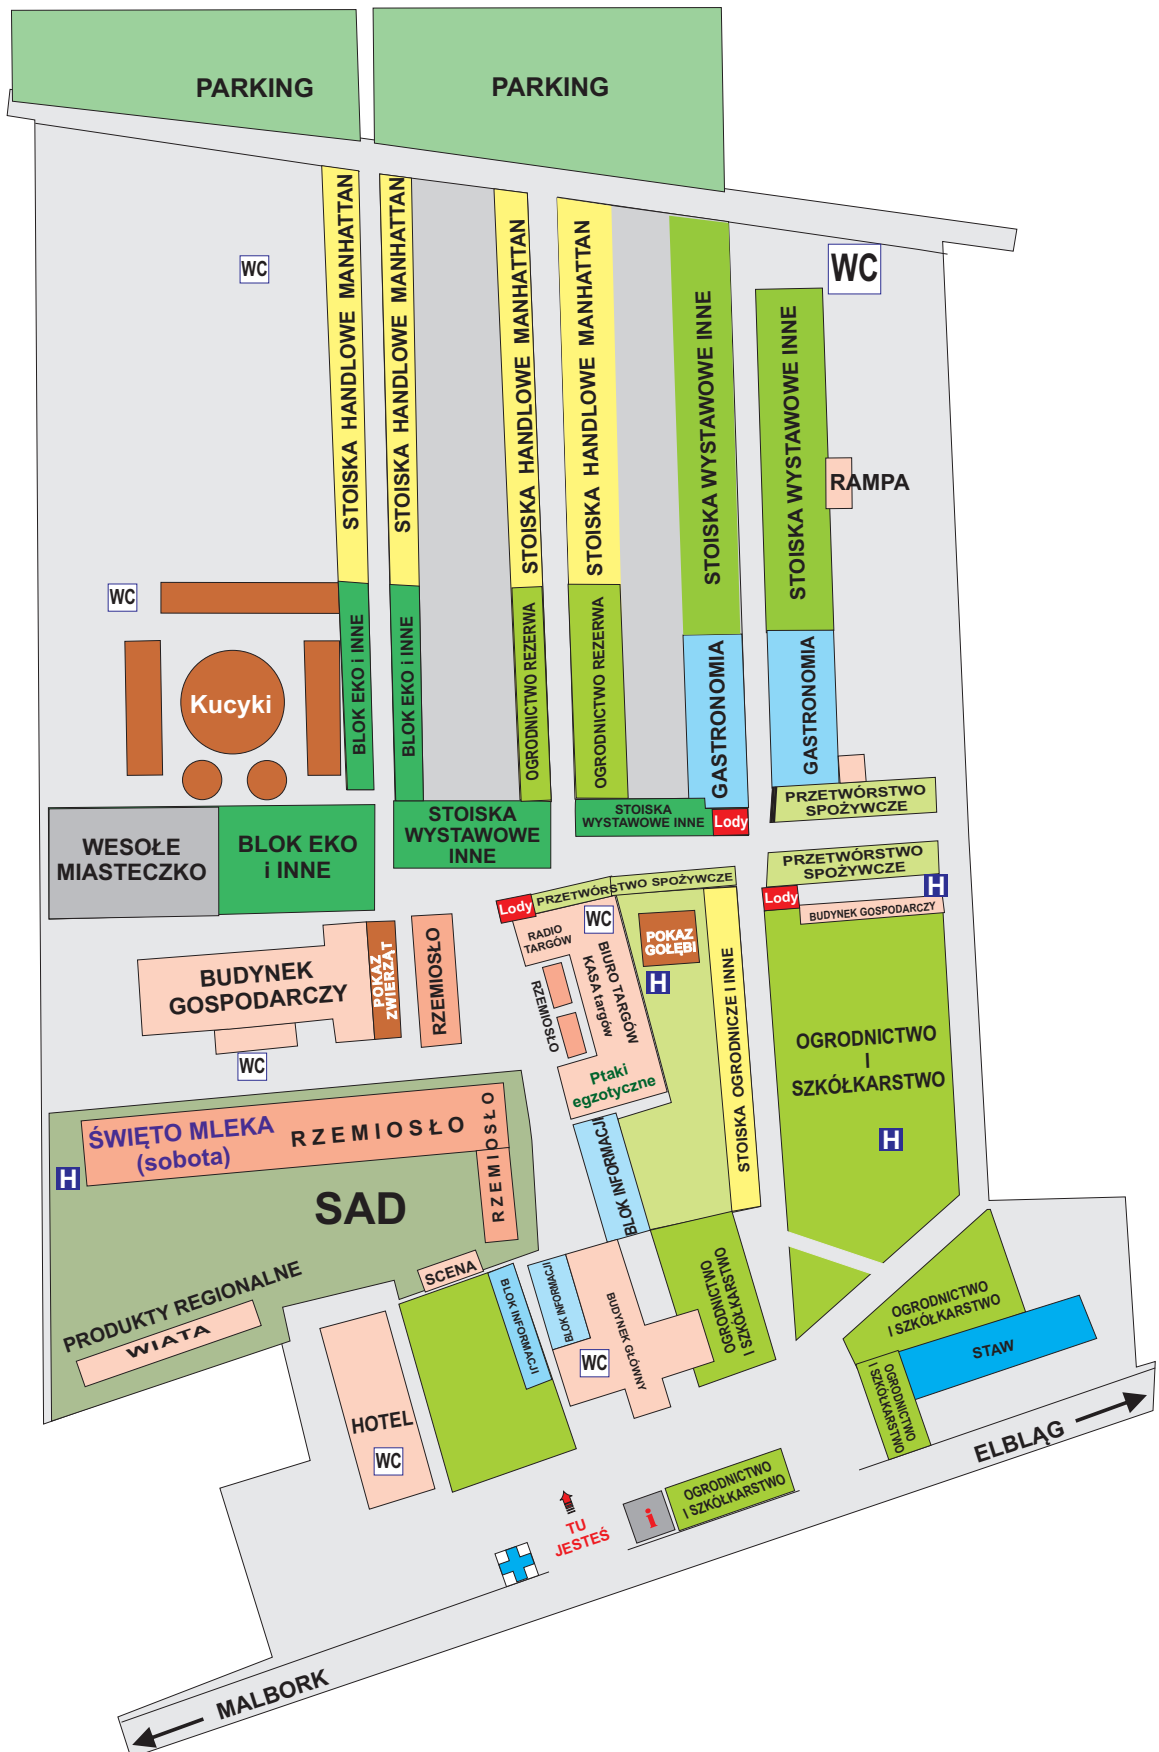 PARKING
PARKING
STOISKA HANDLOWE MANHATTAN
STOISKA HANDLOWE MANHATTAN
STOISKA HANDLOWE MANHATTAN
STOISKA HANDLOWE MANHATTAN
STOISKA WYSTAWOWE INNE
STOISKA WYSTAWOWE INNE
WC
WC
RAMPA
WC
Kucyki
BLOK EKO i INNE
BLOK EKO i INNE
OGRODNICTWO REZERWA
OGRODNICTWO REZERWA
GASTRONOMIA
GASTRONOMIA
PRZETWÓRSTWO
SPOŻYWCZE
WESOŁE
MIASTECZKO
BLOK EKO
i INNE
STOISKA
WYSTAWOWE
INNE
STOISKA
WYSTAWOWE INNE
Lody
PRZETWÓRSTWO
SPOŻYWCZE
H
Lody
BUDYNEK GOSPODARCZY
Lody
PRZETWÓRSTWO SPOŻYWCZE
WC
RADIO
TARGÓW
BIURO TARGÓW
KASA targów
RZEMIOSŁO
Ptaki
egzotyczne
POKAZ
GOŁĘBI
H
STOISKA OGRODNICZE I INNE
OGRODNICTWO
I
SZKÓŁKARSTWO
H
BUDYNEK
GOSPODARCZY
POKAZ
ZWIERZĄT
RZEMIOSŁO
WC
ŚWIĘTO MLEKA
(sobota)
RZEMIOSŁO
RZEMIOSŁO
RZEMIOSŁO
H
SAD
PRODUKTY REGIONALNE
WIATA
SCENA
BLOK INFORMACJI
BLOK INFORMACJI
BLOK INFORMACJI
BUDYNEK GŁÓWNY
WC
OGRODNICTWO
I SZKÓŁKARSTWO
OGRODNICTWO
I SZKÓŁKARSTWO
STAW
OGRODNICTWO
I SZKÓŁKARSTWO
HOTEL
WC
OGRODNICTWO
I SZKÓŁKARSTWO
i
TU
JESTEŚ
ELBLĄG
MALBORK